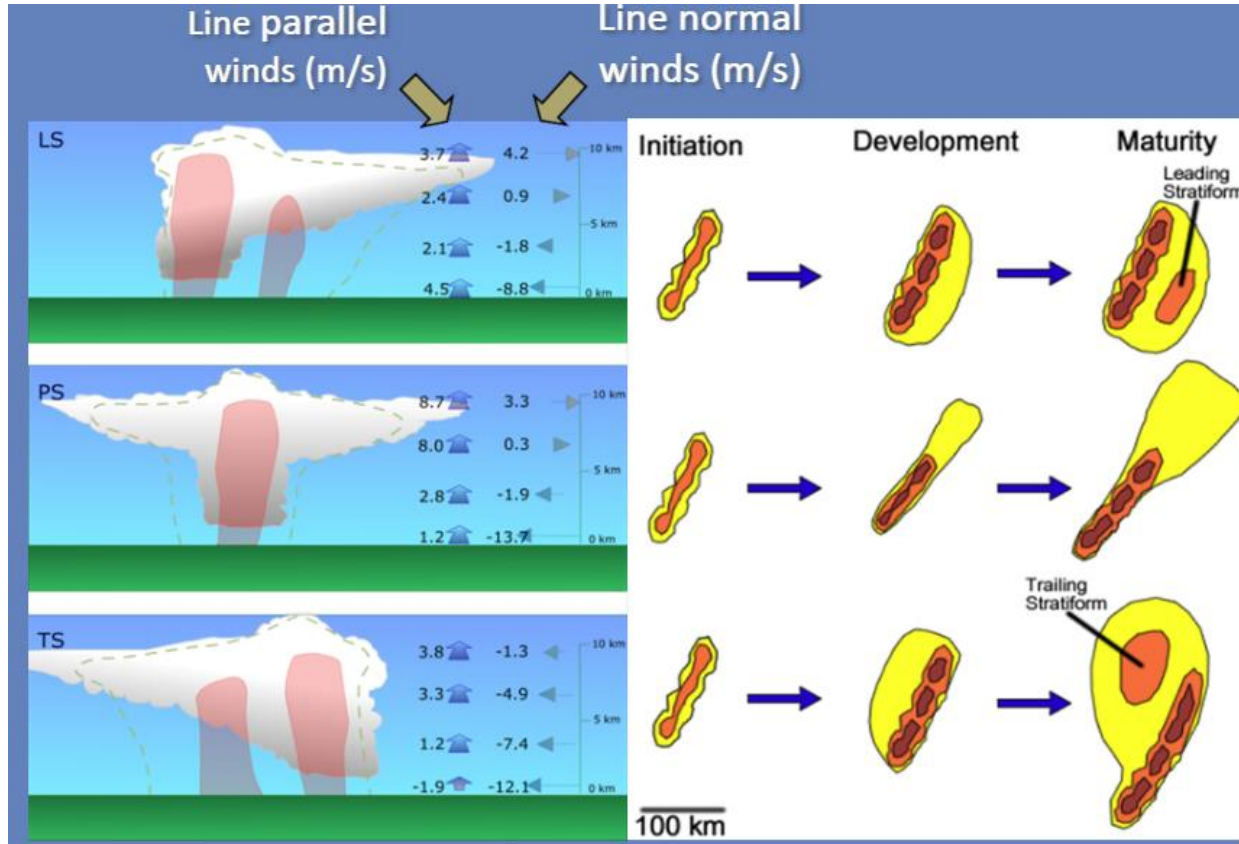 Line parallel
winds (m/s)
Line normal
winds (m/s)
LS
3.7 4.2 10 km
2.4 0.9
5 km
2.1 -1.8
4.5 -8.8 0 km
PS
8.7 3.3 10 km
8.0 0.3
5 km
2.8 -1.9
1.2 -13.7 0 km
TS
3.8 -1.3 10 km
3.3 -4.9
5 km
1.2 -7.4
-1.9 -12.1 0 km
Initiation
Development
Maturity
Leading
Stratiform
Trailing
Stratiform
100 km